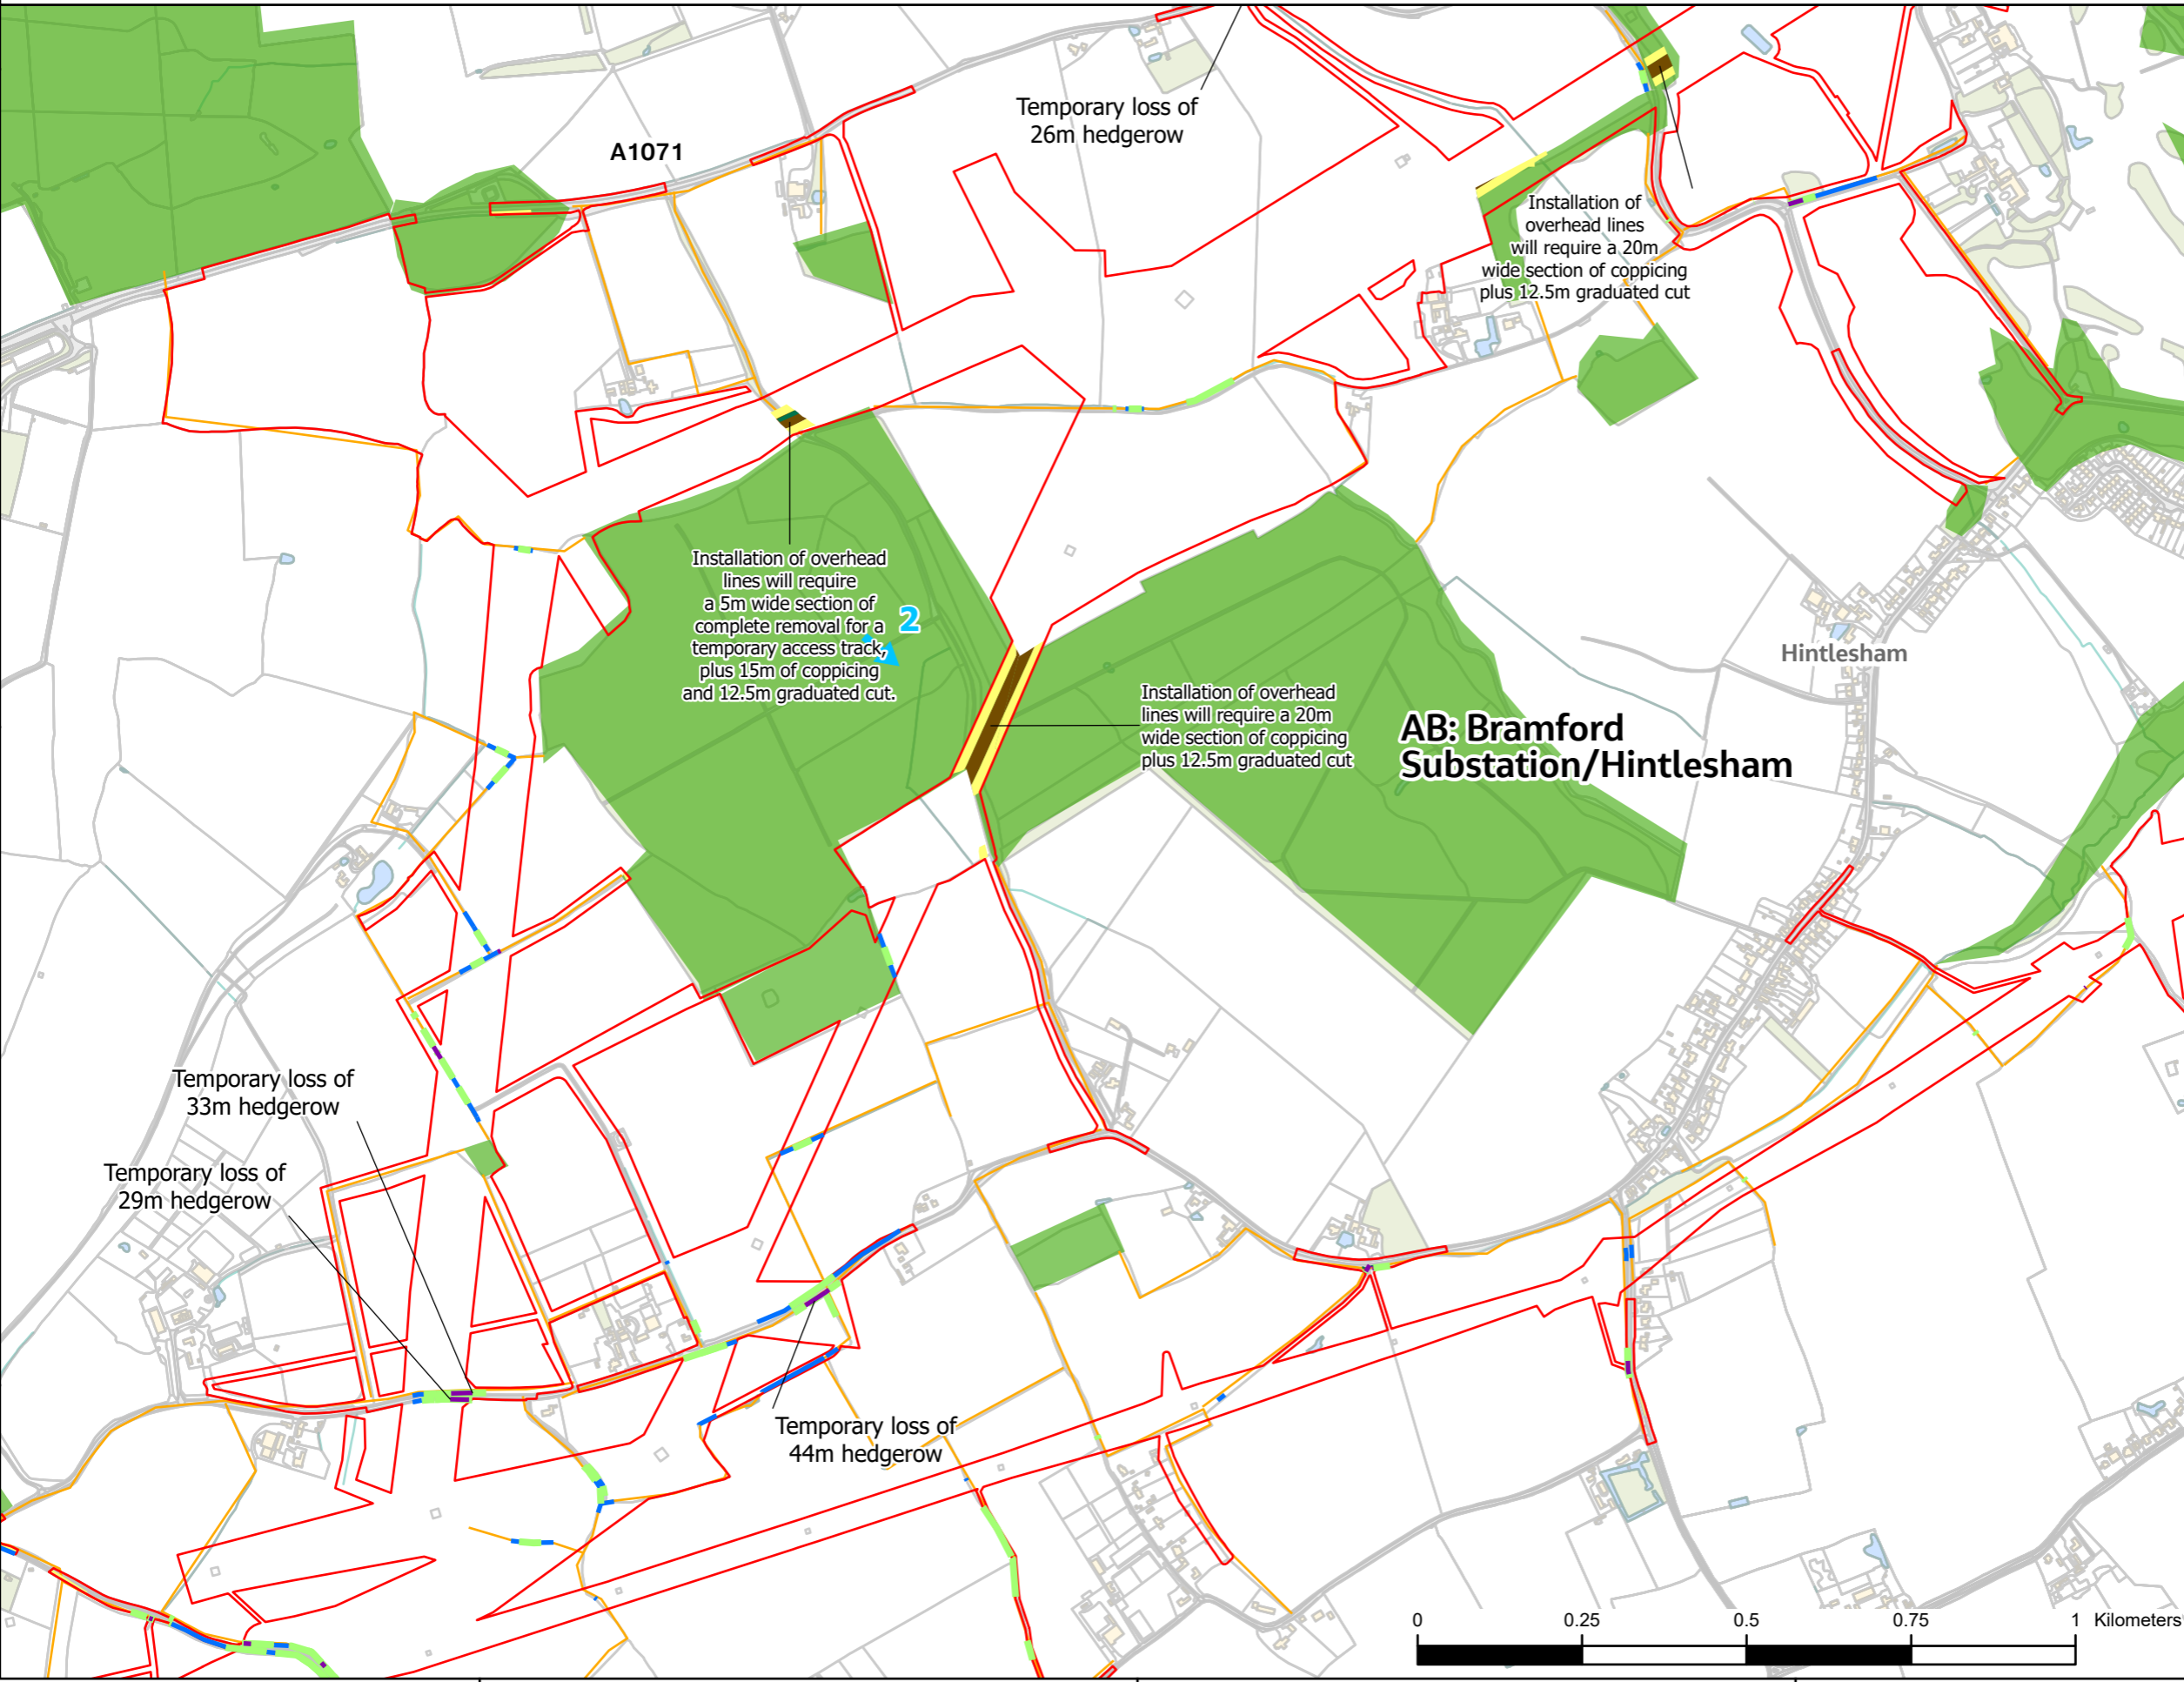 Temporary loss of
26m hedgerow
A1071
Installation of
overhead lines
will require a 20m
wide section of coppicing
plus 12.5m graduated cut
Installation of overhead
lines will require
a 5m wide section of
complete removal for a
temporary access track,
plus 15m of coppicing
and 12.5m graduated cut.
2
Hintlesham
Installation of overhead
lines will require a 20m
wide section of coppicing
plus 12.5m graduated cut
AB: Bramford
Substation/Hintlesham
Temporary loss of
33m hedgerow
Temporary loss of
29m hedgerow
Temporary loss of
44m hedgerow
0 0.25 0.5 0.75 1 Kilometers